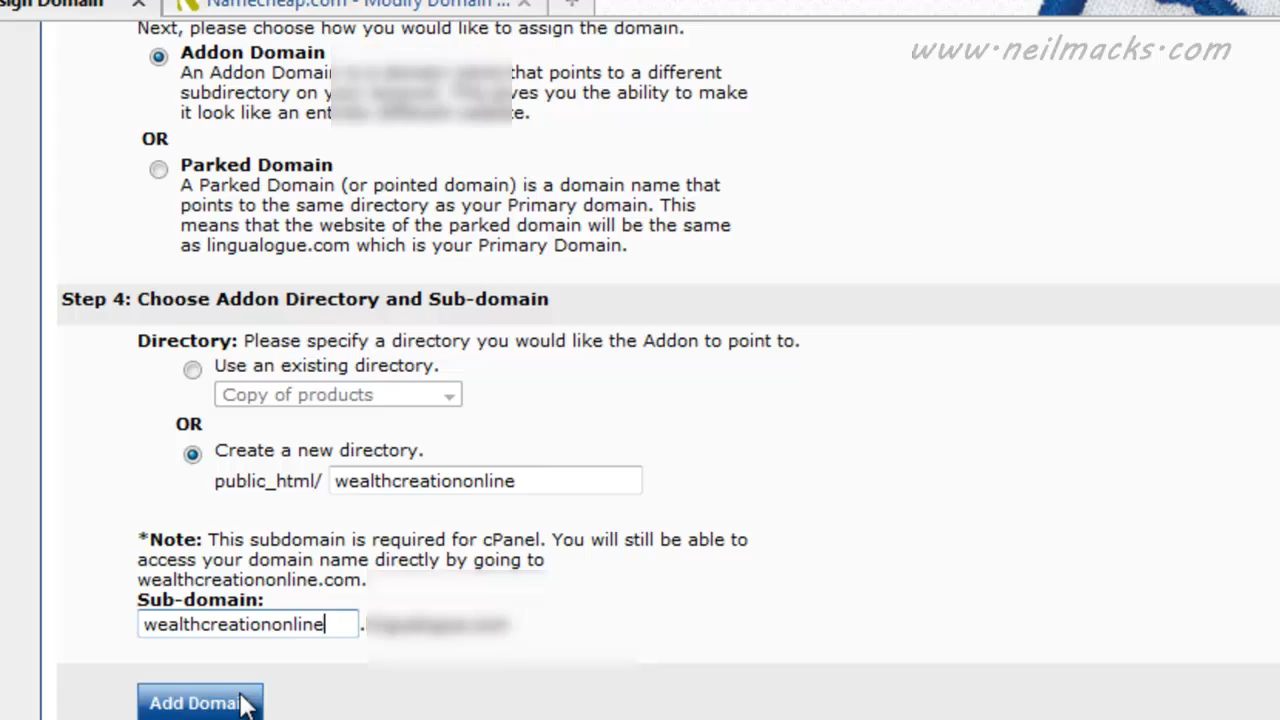 sign Domain
Namecheap.com - Modify Domain ...
Next, please choose how you would like to assign the domain.
www.neilmacks.com
Addon Domain
An Addon Domain that points to a different
subdirectory on gives you the ability to make
it look like an
OR
Parked Domain
A Parked Domain (or pointed domain) is a domain name that
points to the same directory as your Primary domain. This
means that the website of the parked domain will be the same
as lingualogue.com which is your Primary Domain.
Step 4: Choose Addon Directory and Sub-domain
Directory: Please specify a directory you would like the Addon to point to.
Use an existing directory.
Copy of products
OR
Create a new directory.
public_html/ wealthcreationonline
*Note: This subdomain is required for cPanel. You will still be able to
access your domain name directly by going to
wealthcreationonline.com.
Sub-domain:
wealthcreationonline .
Add Domain